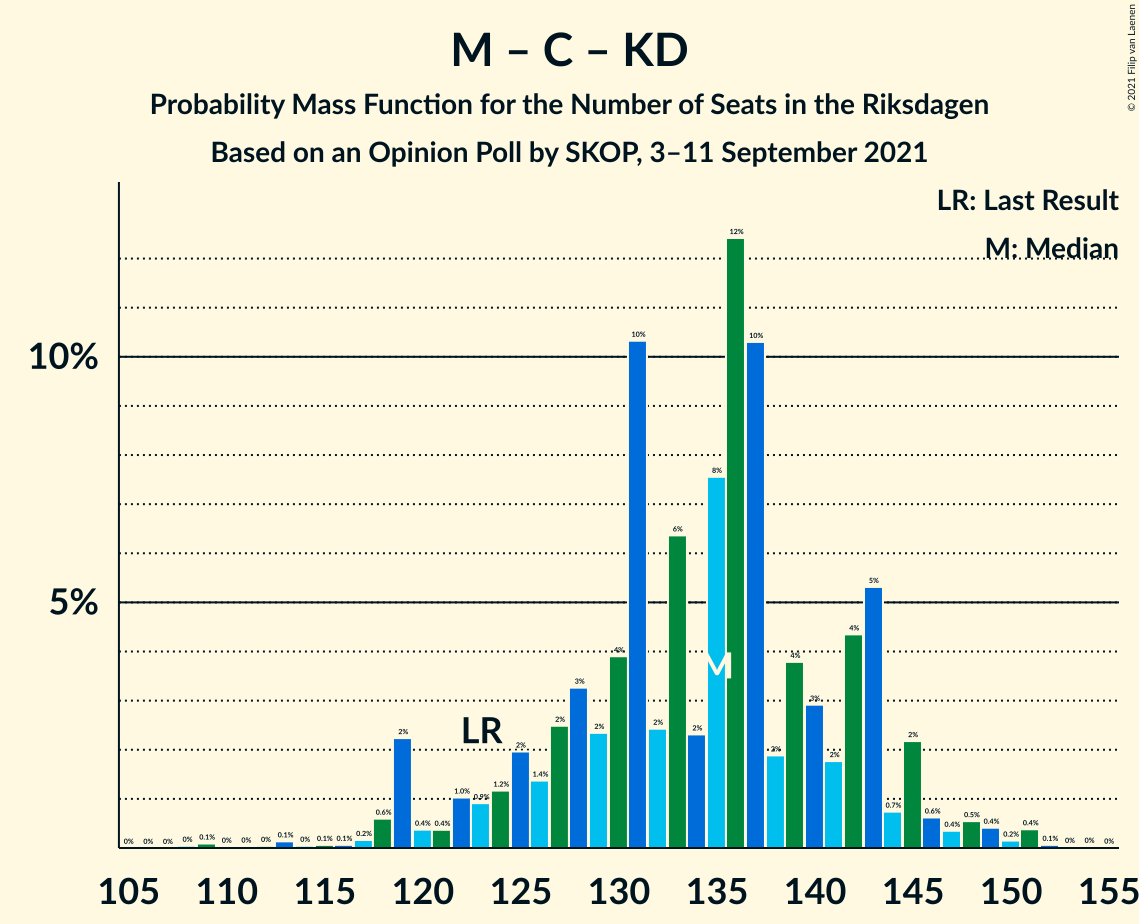 M – C – KD
Probability Mass Function for the Number of Seats in the Riksdagen
Based on an Opinion Poll by SKOP, 3–11 September 2021
© 2021 Filip van Laenen
LR: Last Result
M: Median
10%
5%
LR
M
0% 0% 0% 0% 0.1% 0% 0% 0% 0.1% 0% 0.1% 0.1% 0.2% 0.6% 2% 0.4% 0.4% 1.0% 0.9% 1.2% 2% 1.4% 2% 3% 2% 4% 10% 2% 6% 2% 8% 12% 10% 2% 4% 3% 2% 4% 5% 0.7% 2% 0.6% 0.4% 0.5% 0.4% 0.2% 0.4% 0.1% 0% 0% 0%
105 110 115 120 125 130 135 140 145 150 155